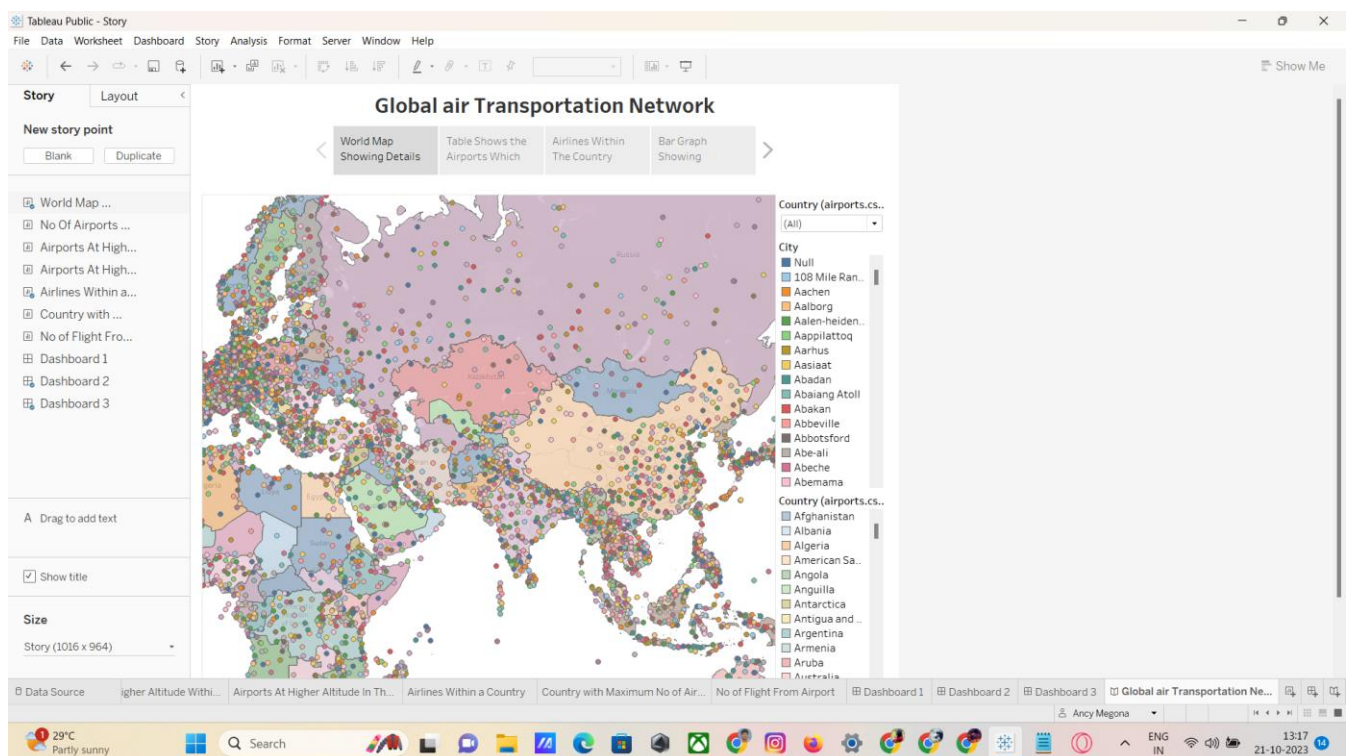 Tableau Public - Story
File Data Worksheet Dashboard Story Analysis Format Server Window Help
Show Me
Story Layout
New story point
Blank Duplicate
World Map ...
No Of Airports ...
Airports At High...
Airports At High...
Airlines Within a...
Country with ...
No of Flight Fro...
Dashboard 1
Dashboard 2
Dashboard 3
A Drag to add text
Show title
Size
Story (1016 x 964)
Global air Transportation Network
World Map
Showing Details
Table Shows the
Airports Which
Airlines Within
The Country
Bar Graph
Showing
Russia
Kazakhstan
Mongolia
Libya
Egypt
Sudan
Country (airports.cs..
(All)
City
Null
108 Mile Ran..
Aachen
Aalborg
Aalen-heiden..
Aappilattoq
Aarhus
Aasiaat
Abadan
Abaiang Atoll
Abakan
Abbeville
Abbotsford
Abe-ali
Abeche
Abemama
Country (airports.cs..
Afghanistan
Albania
Algeria
American Sa..
Angola
Anguilla
Antarctica
Antigua and ..
Argentina
Armenia
Aruba
Australia
Data Source igher Altitude Withi... Airports At Higher Altitude In Th... Airlines Within a Country Country with Maximum No of Air... No of Flight From Airport Dashboard 1 Dashboard 2 Dashboard 3 Global air Transportation Ne...
Ancy Megona
1
29°C
Partly sunny
Search
ENG
IN
13:17
21-10-2023
14